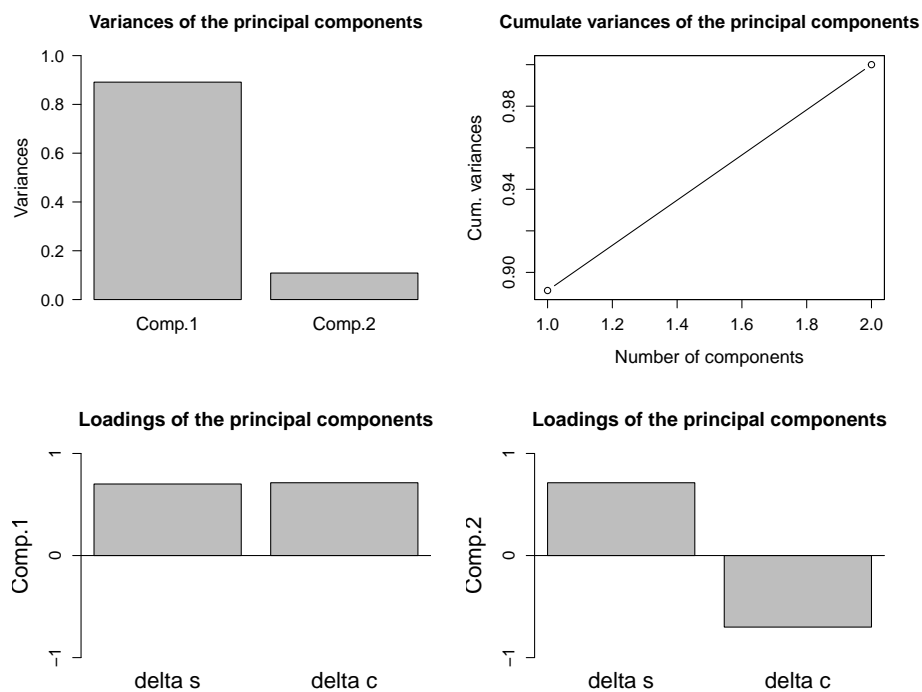 Variances of the principal components
Variances
1.0
0.8
0.6
0.4
0.2
0.0
Comp.1 Comp.2
Cumulate variances of the principal components
Cum. variances
0.98
0.94
0.90
1.0 1.2 1.4 1.6 1.8 2.0
Number of components
Loadings of the principal components
Comp.1
1
0
−1
delta s delta c
Loadings of the principal components
Comp.2
1
0
−1
delta s delta c